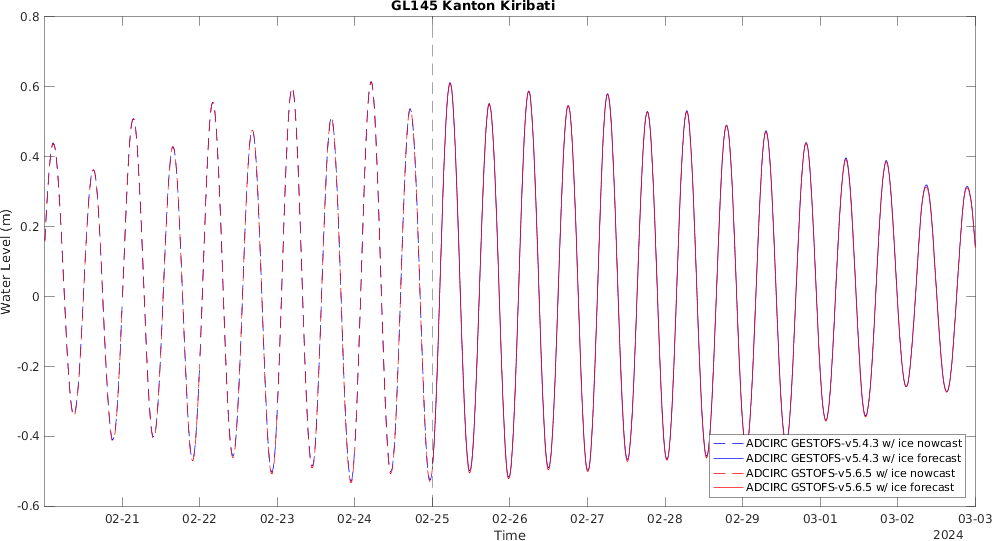 GL145 Kanton Kiribati
0.8
0.6
0.4
0.2
0
-0.2
-0.4
-0.6
Water Level (m)
ADCIRC GESTOFS-v5.4.3 w/ ice nowcast
ADCIRC GESTOFS-v5.4.3 w/ ice forecast
ADCIRC GSTOFS-v5.6.5 w/ ice nowcast
ADCIRC GSTOFS-v5.6.5 w/ ice forecast
02-21 02-22 02-23 02-24 02-25 02-26 02-27 02-28 02-29 03-01 03-02 03-03
Time
2024